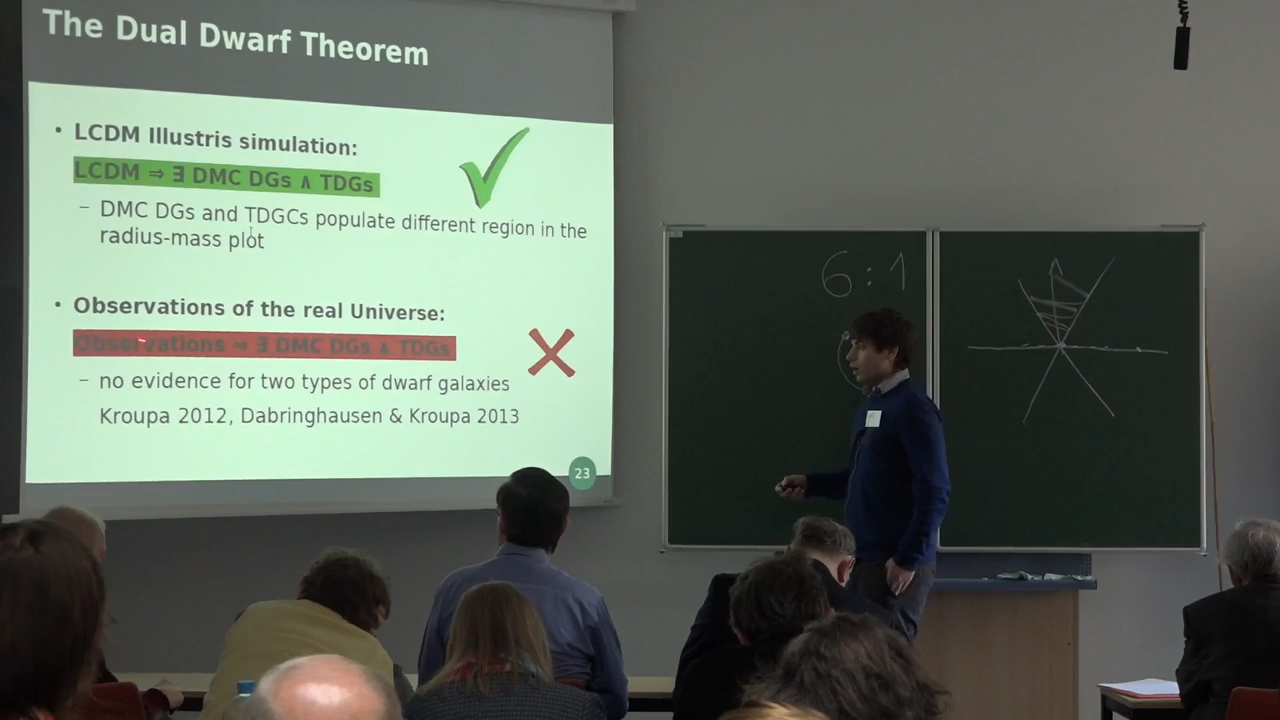 The Dual Dwarf Theorem
• LCDM Illustris simulation:
LCDM ⇒ ∃ DMC DGs ∧ TDGs
– DMC DGs and TDGCs populate different region in the
radius-mass plot
• Observations of the real Universe:
Observations ⇒ ∃ DMC DGs ∧ TDGs
– no evidence for two types of dwarf galaxies
Kroupa 2012, Dabringhausen & Kroupa 2013
23
6:1